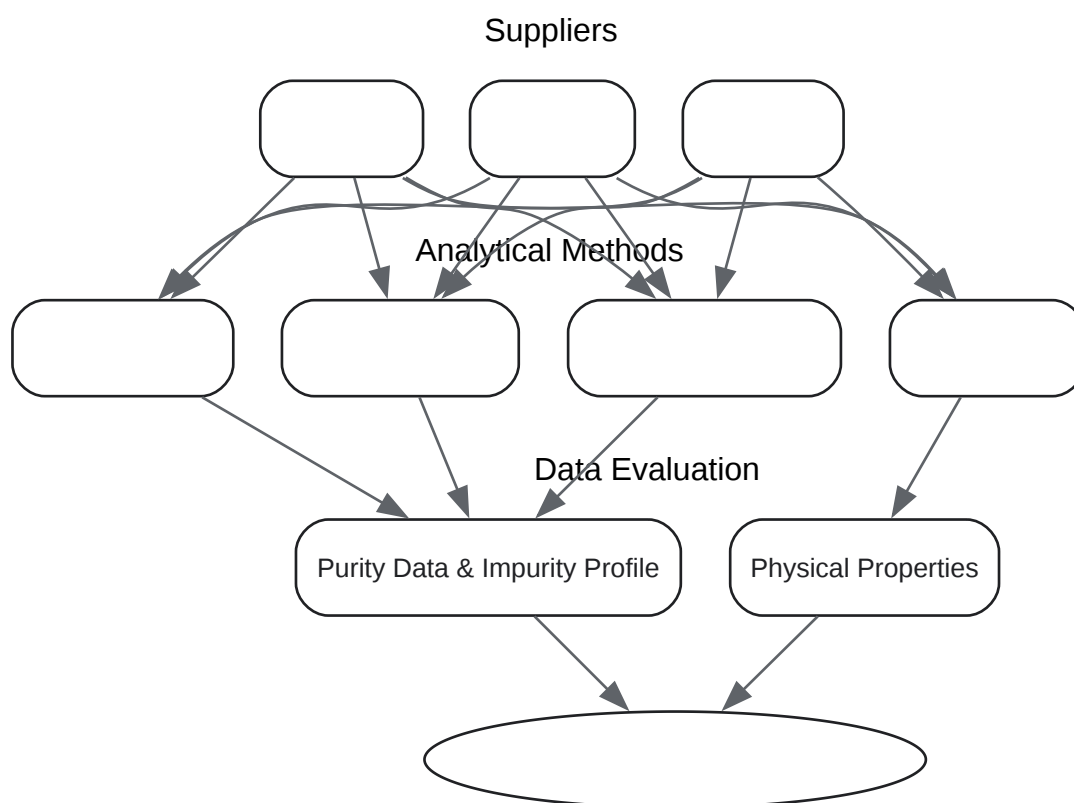 Suppliers
Analytical Methods
Data Evaluation
Purity Data & Impurity Profile
Physical Properties